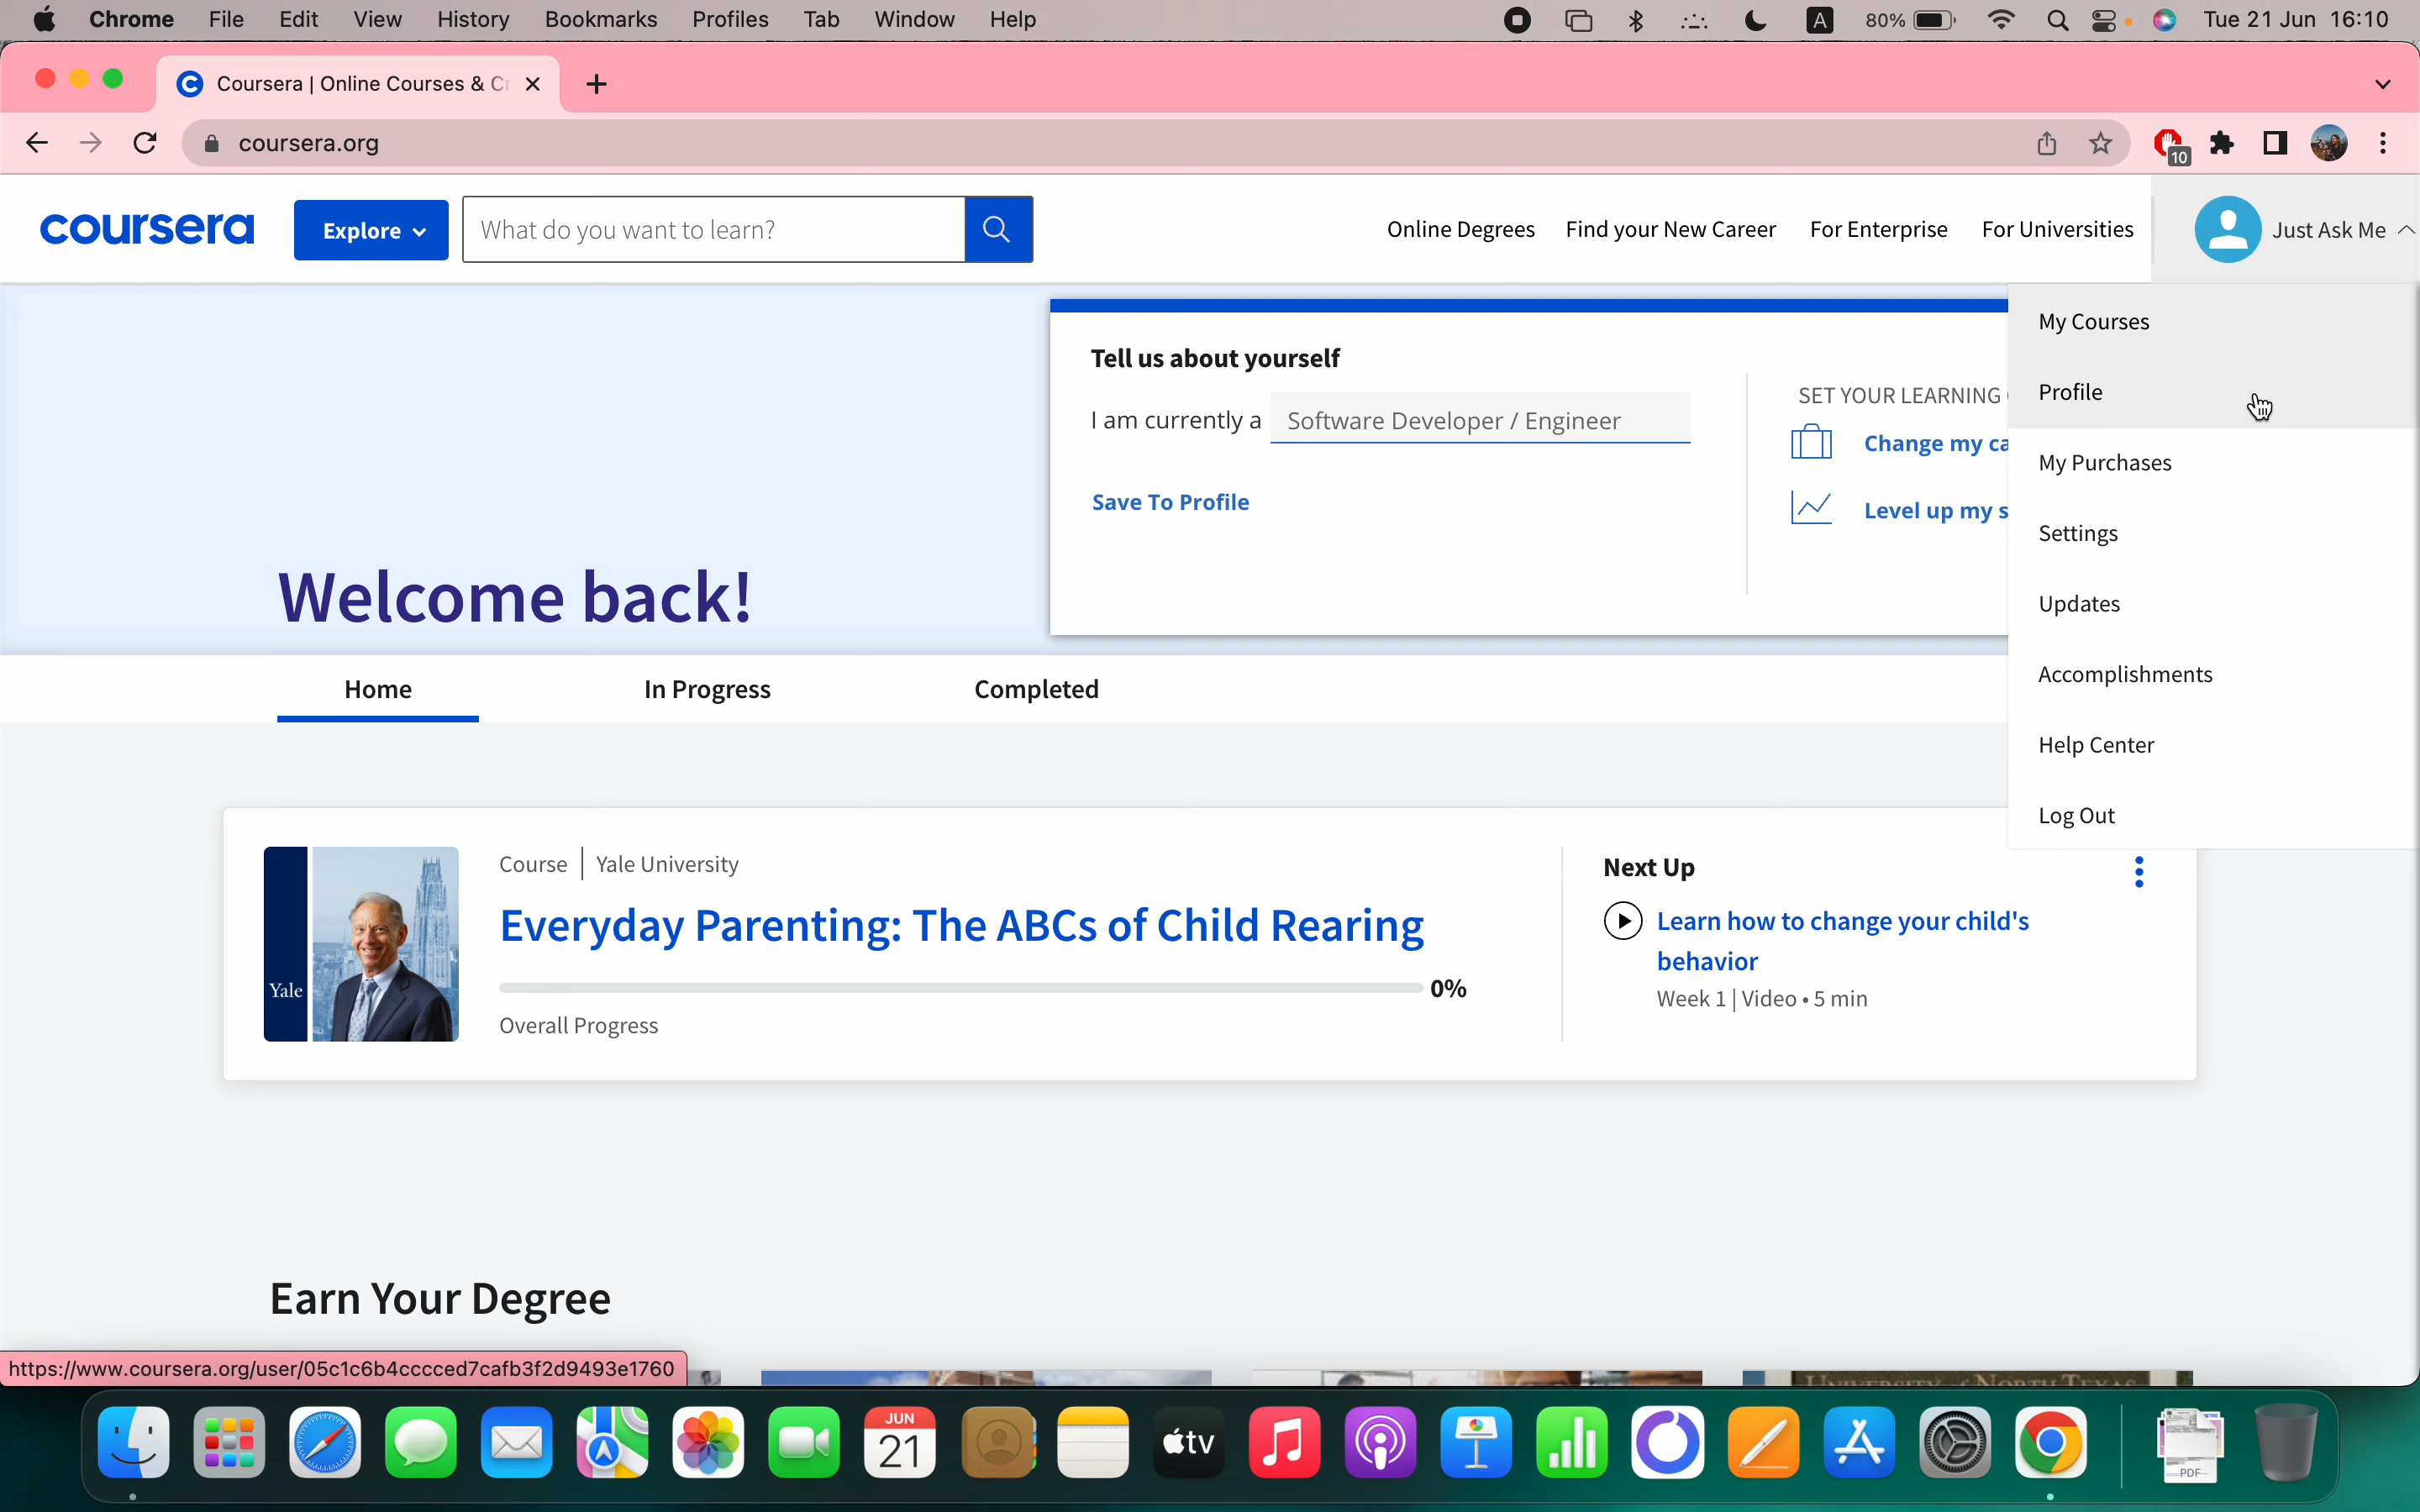 Chrome File Edit View History Bookmarks Profiles Tab Window Help A 80% Tue 21 Jun 16:10
Coursera | Online Courses & Cr
coursera.org
10
coursera
Explore
What do you want to learn?
Online Degrees
Find your New Career
For Enterprise
For Universities
Just Ask Me
My Courses
Profile
My Purchases
Settings
Updates
Accomplishments
Help Center
Log Out
Tell us about yourself
I am currently a Software Developer / Engineer
Save To Profile
SET YOUR LEARNING
Change my ca
Level up my s
Welcome back!
Home
In Progress
Completed
Yale
Course | Yale University
Everyday Parenting: The ABCs of Child Rearing
0%
Overall Progress
Next Up
Learn how to change your child's
behavior
Week 1 | Video • 5 min
Earn Your Degree
UNIVERSITY of NORTH TEXAS
https://www.coursera.org/user/05c1c6b4cccced7cafb3f2d9493e1760
JUN
21
tv
PDF